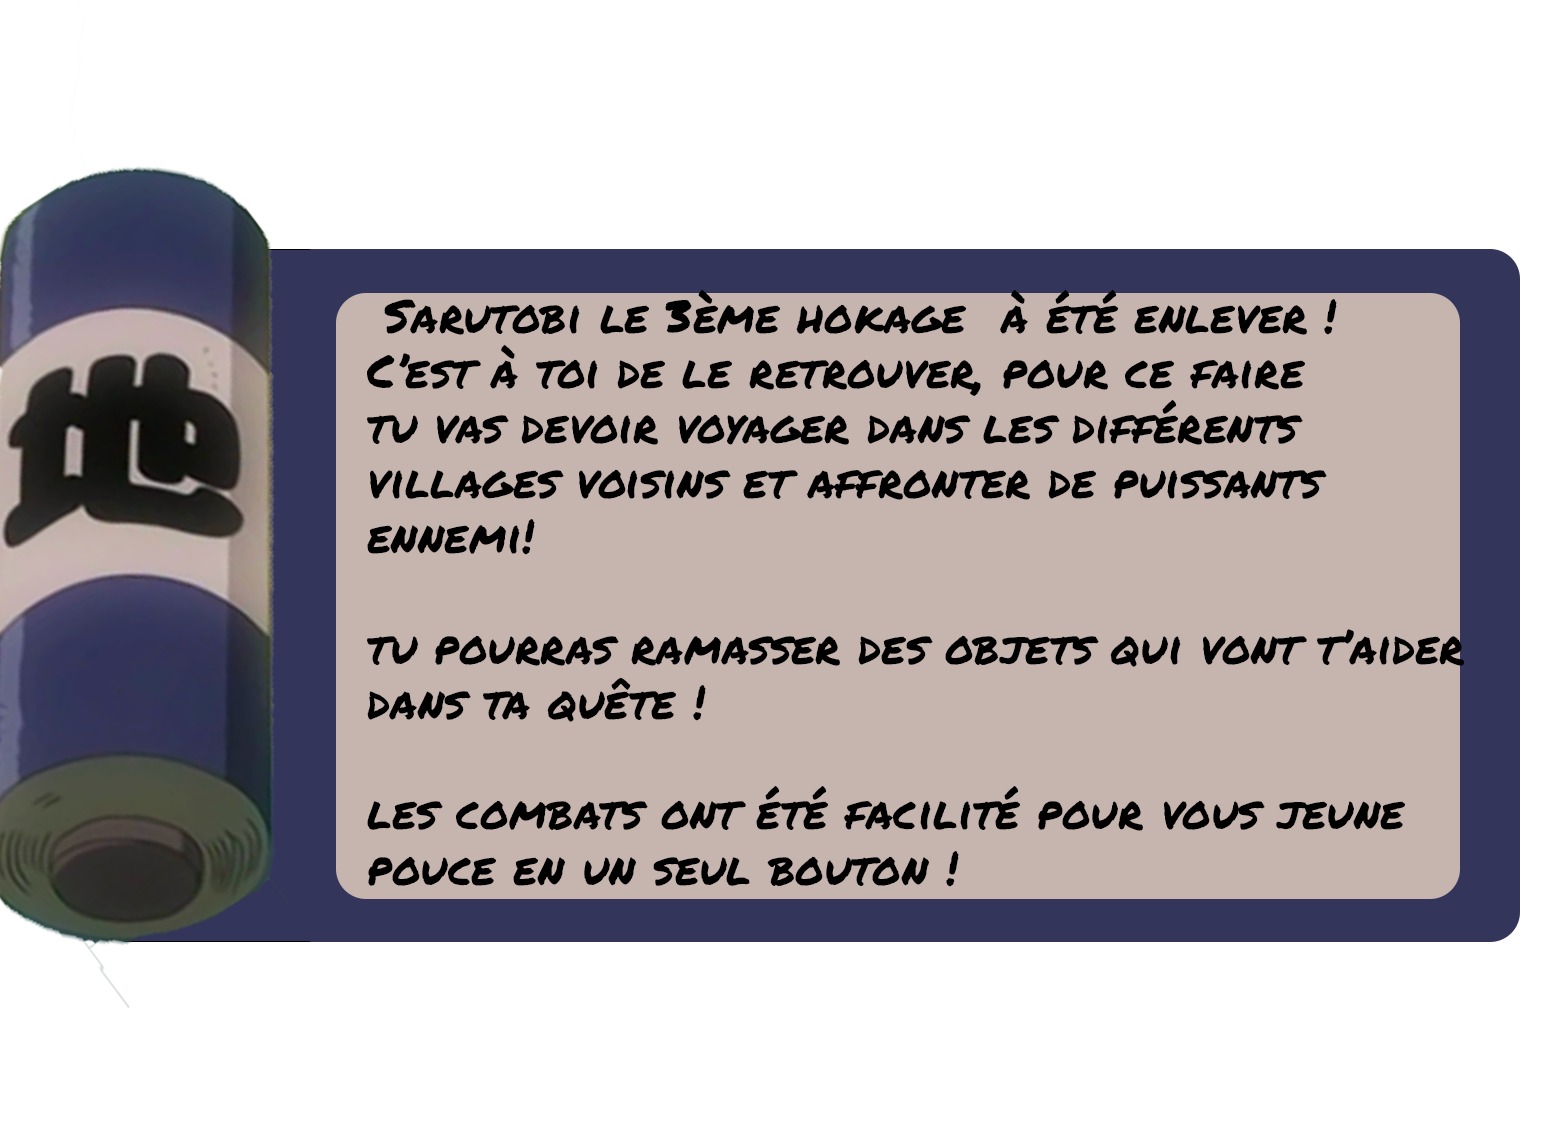 地
Sarutobi le 3ème hokage à été enlever !
C'est à toi de le retrouver, pour ce faire
tu vas devoir voyager dans les différents
villages voisins et affronter de puissants
ennemi!
tu pourras ramasser des objets qui vont t'aider
dans ta quête !
les combats ont été facilité pour vous jeune
pouce en un seul bouton !